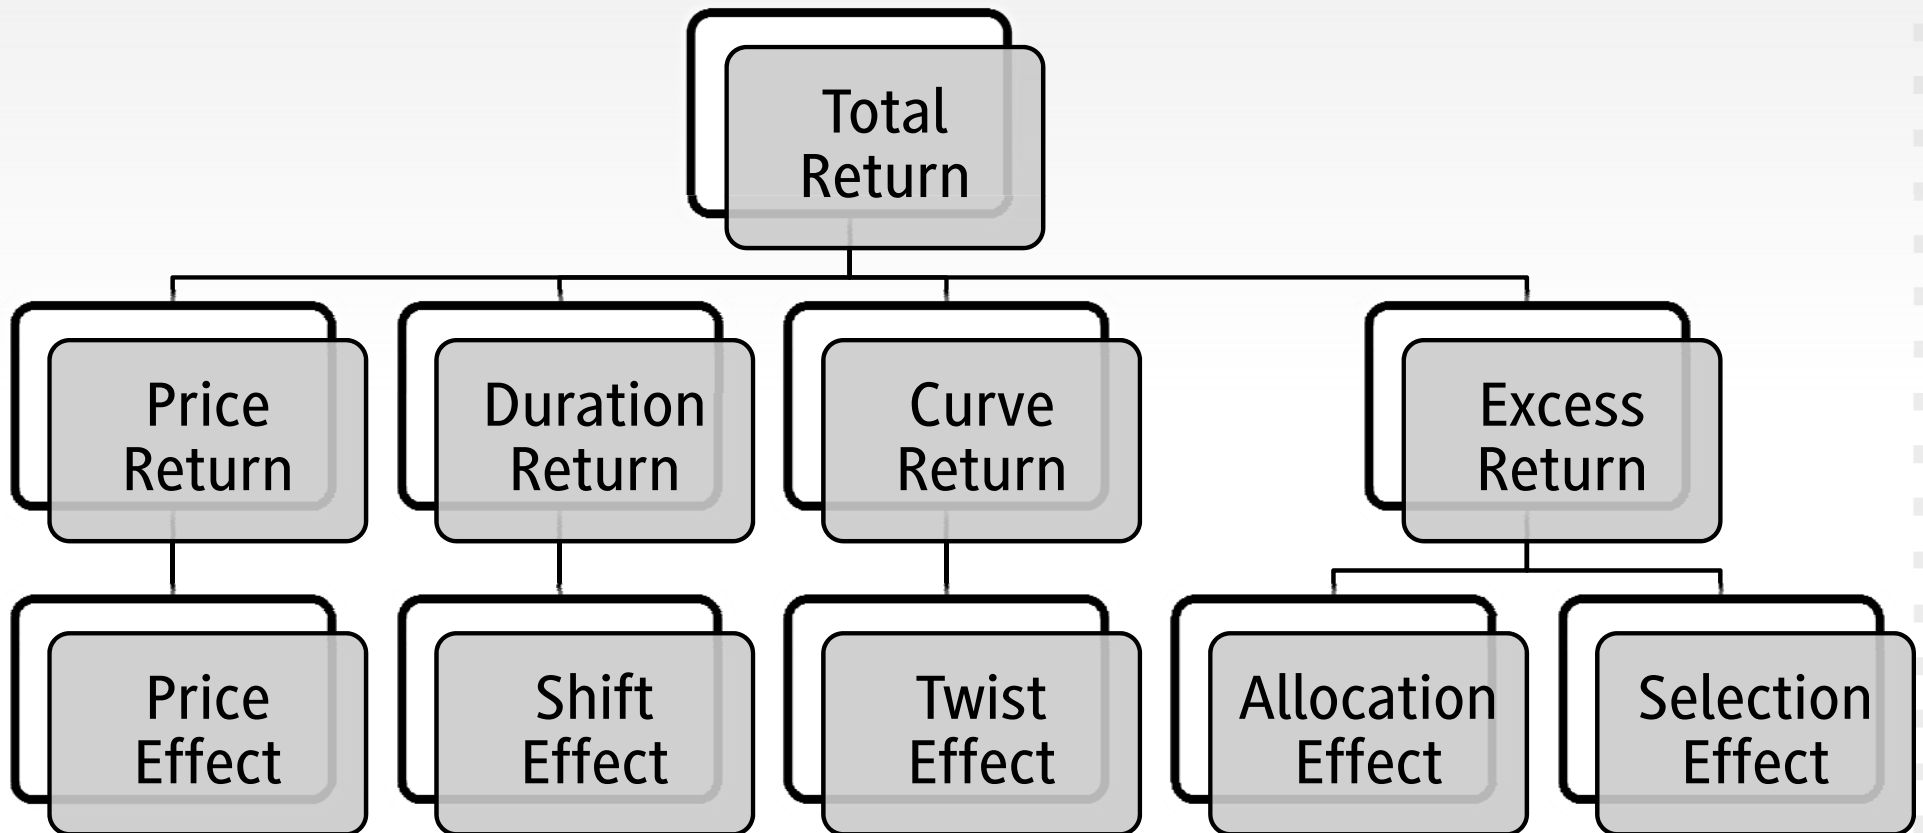 Total
Return
Price
Return
Duration
Return
Curve
Return
Excess
Return
Price
Effect
Shift
Effect
Twist
Effect
Allocation
Effect
Selection
Effect